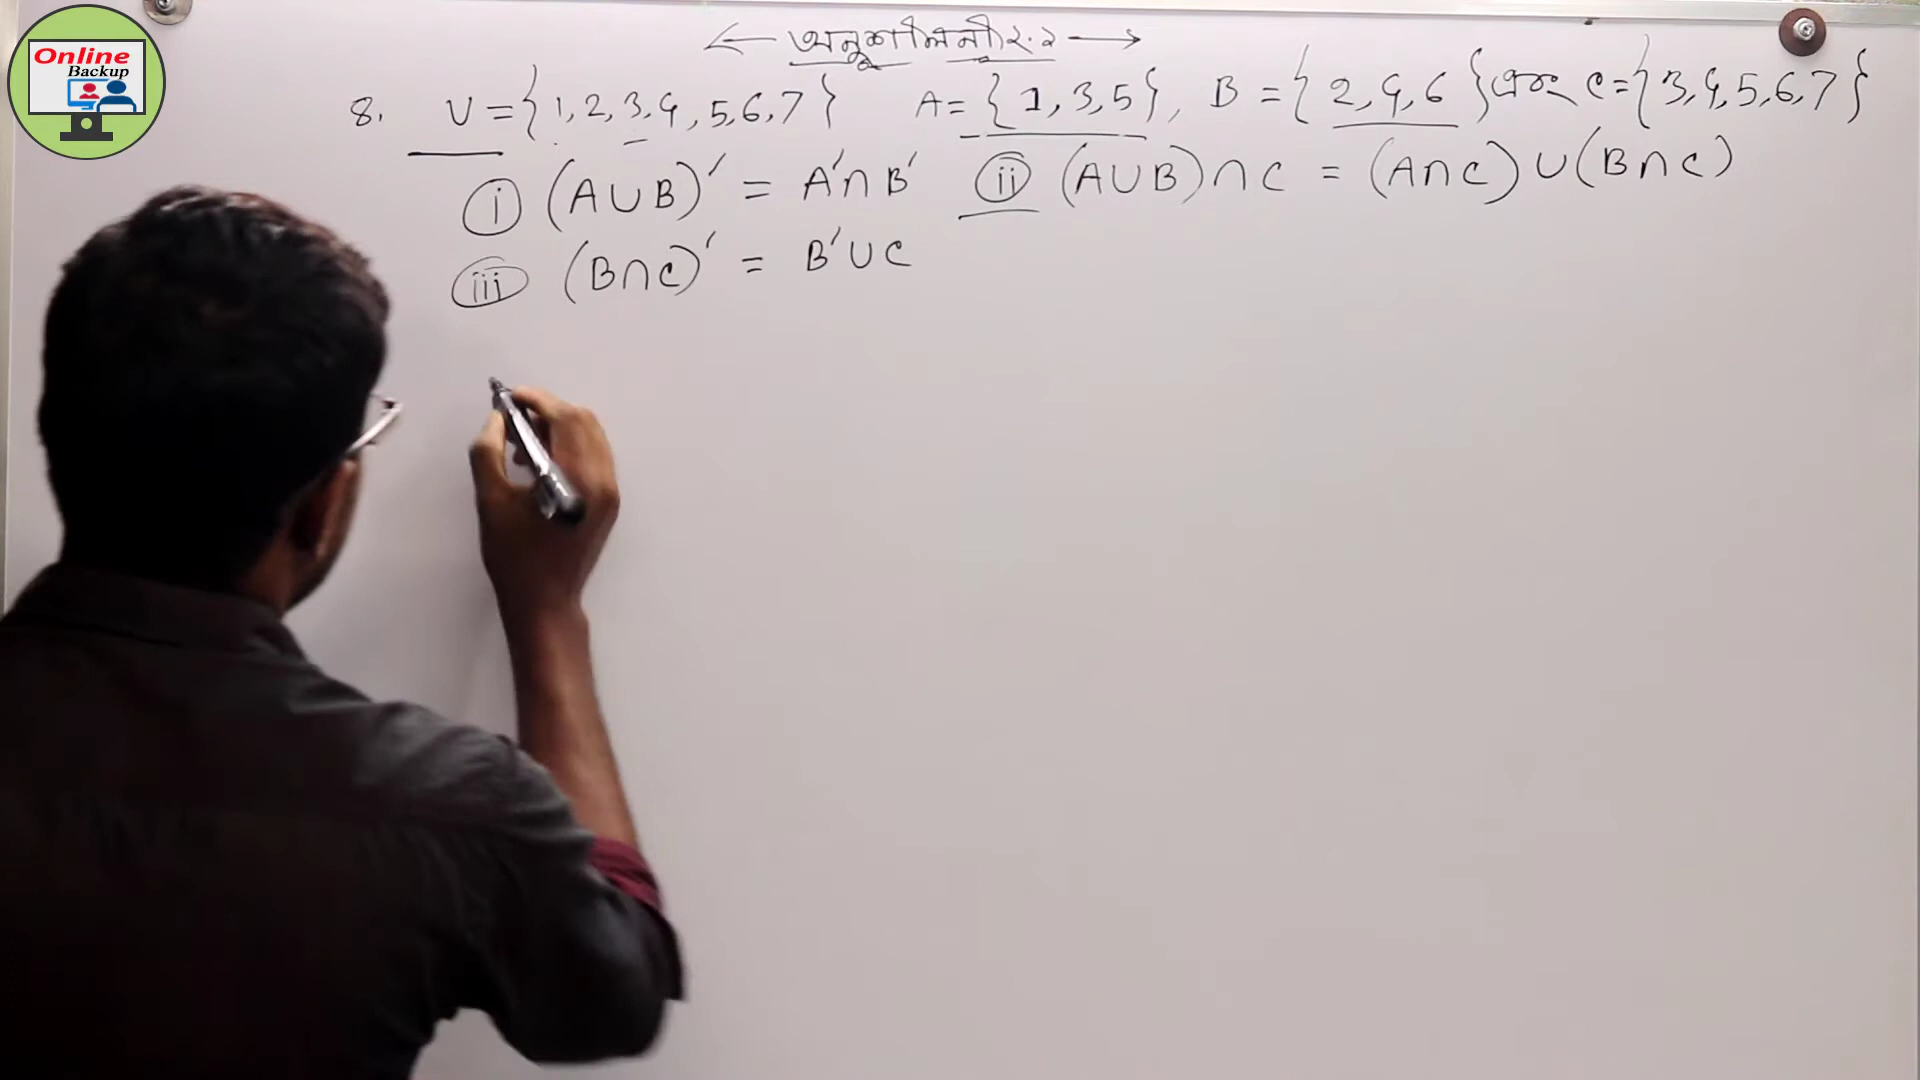 Online
Backup
অনুশীলনী ২.২
8. U = {1, 2, 3, 4, 5, 6, 7} A = {1, 3, 5}, B = {2, 4, 6} এবং C = {3, 4, 5, 6, 7}
i (A∪B)′ = A′∩B′ ii (A∪B)∩C = (A∩C)∪(B∩C)
iii (B∩C)′ = B′∪C